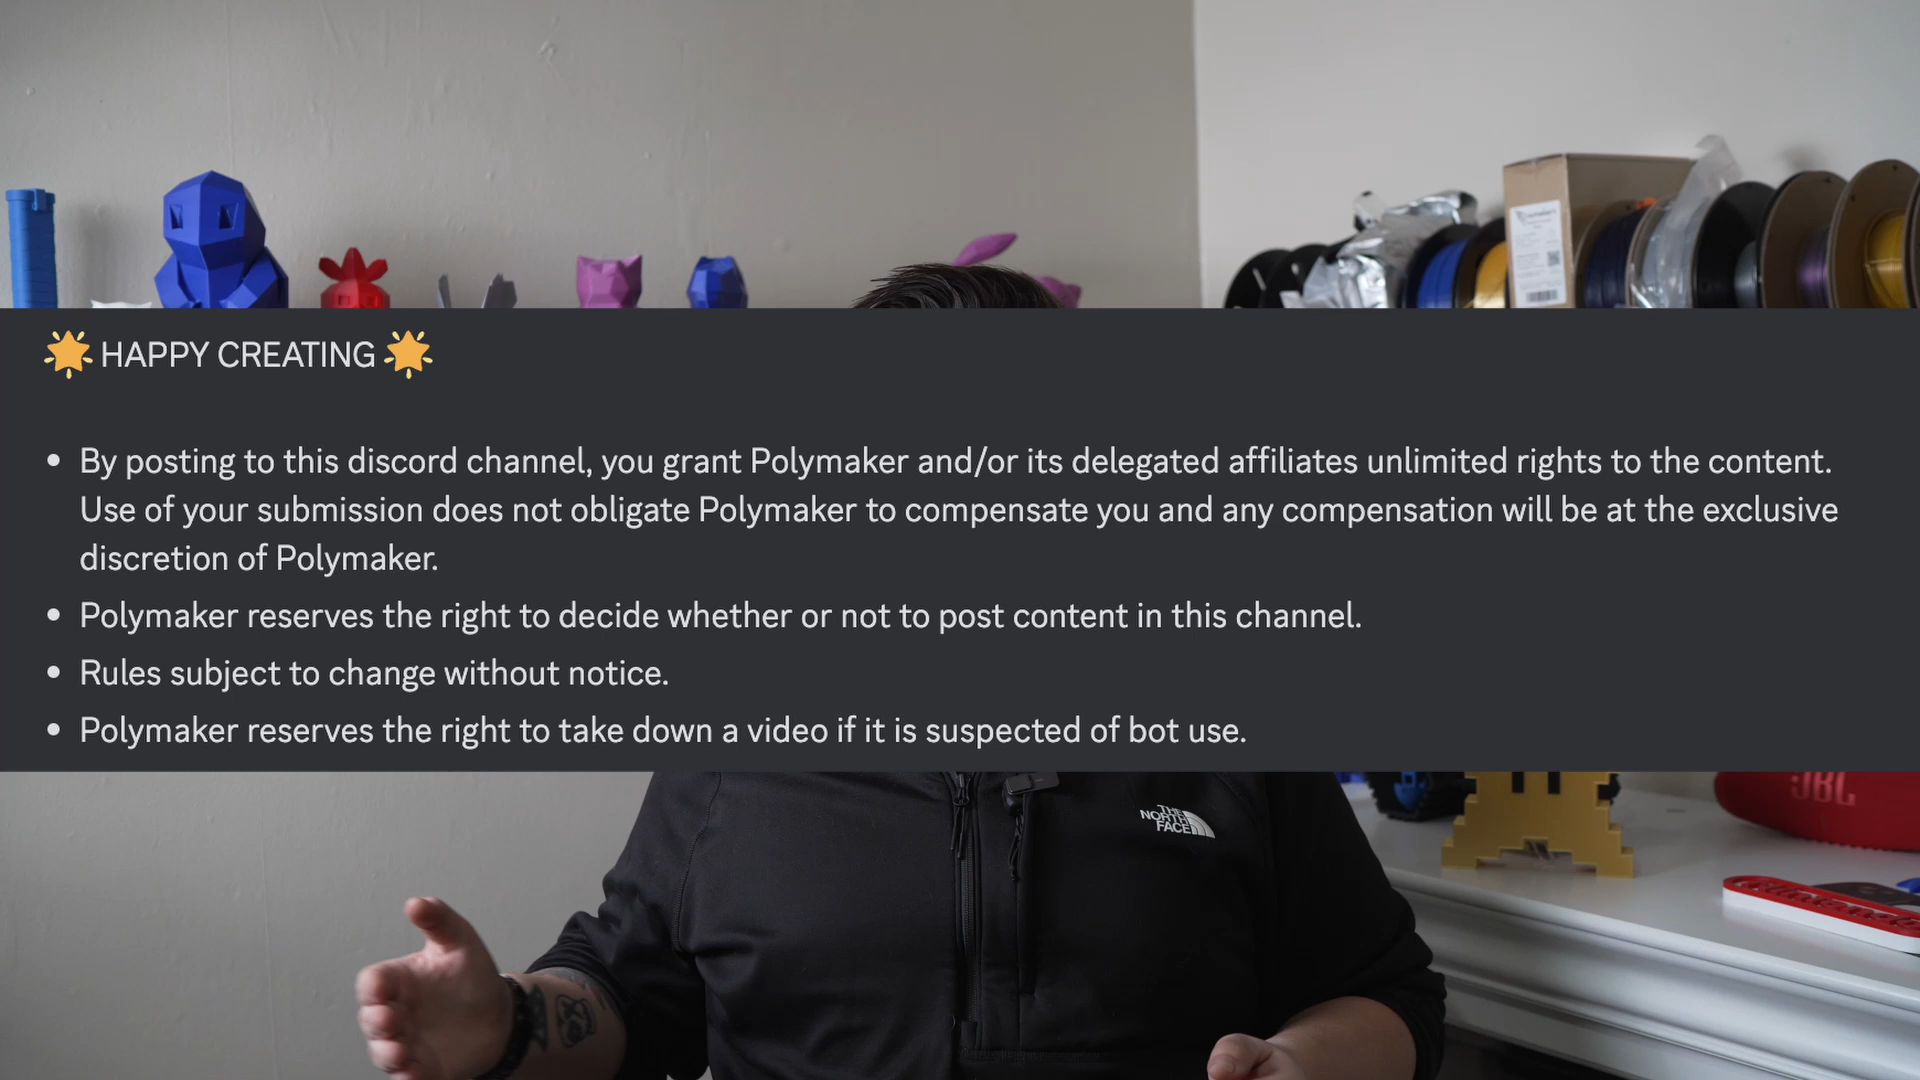 🌟 HAPPY CREATING 🌟
• By posting to this discord channel, you grant Polymaker and/or its delegated affiliates unlimited rights to the content.
Use of your submission does not obligate Polymaker to compensate you and any compensation will be at the exclusive
discretion of Polymaker.
• Polymaker reserves the right to decide whether or not to post content in this channel.
• Rules subject to change without notice.
• Polymaker reserves the right to take down a video if it is suspected of bot use.
THE
NORTH
FACE
JBL